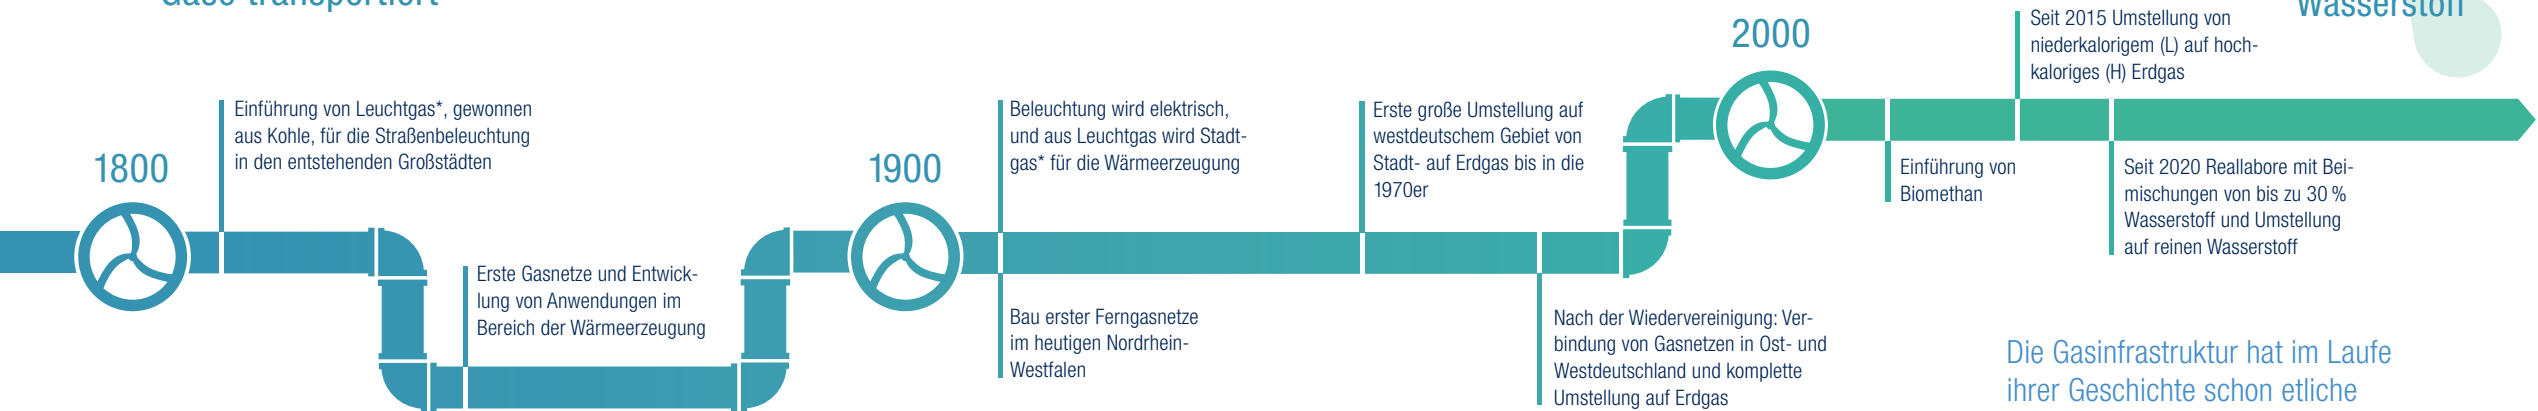 Gase transportiert
Wasserstoff
1800
Einführung von Leuchtgas*, gewonnen
aus Kohle, für die Straßenbeleuchtung
in den entstehenden Großstädten
Erste Gasnetze und Entwick-
lung von Anwendungen im
Bereich der Wärmeerzeugung
1900
Beleuchtung wird elektrisch,
und aus Leuchtgas wird Stadt-
gas* für die Wärmeerzeugung
Bau erster Ferngasnetze
im heutigen Nordrhein-
Westfalen
Erste große Umstellung auf
westdeutschem Gebiet von
Stadt- auf Erdgas bis in die
1970er
Nach der Wiedervereinigung: Ver-
bindung von Gasnetzen in Ost- und
Westdeutschland und komplette
Umstellung auf Erdgas
2000
Einführung von
Biomethan
Seit 2015 Umstellung von
niederkalorigem (L) auf hoch-
kaloriges (H) Erdgas
Seit 2020 Reallabore mit Bei-
mischungen von bis zu 30 %
Wasserstoff und Umstellung
auf reinen Wasserstoff
Die Gasinfrastruktur hat im Laufe
ihrer Geschichte schon etliche